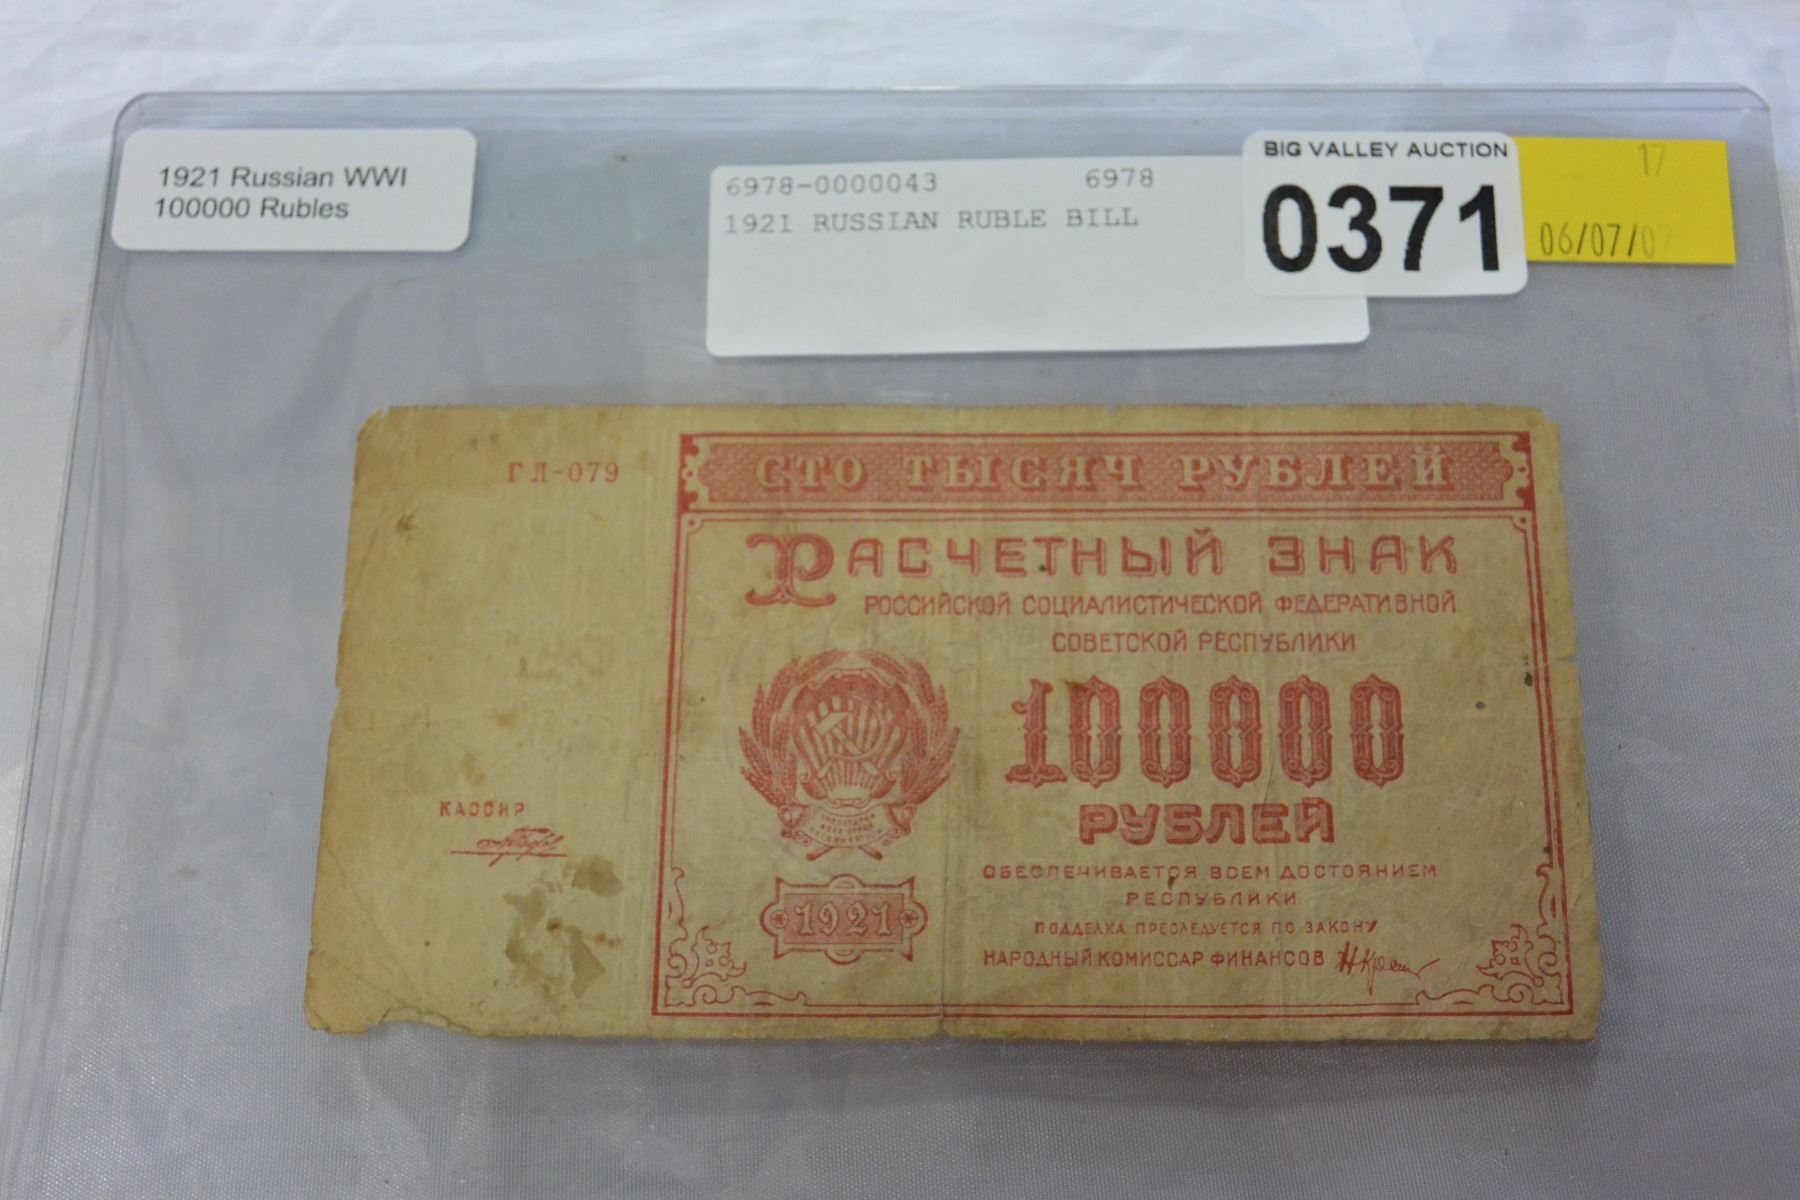 1921 Russian WWI
100000 Rubles
6978-0000043 6978
1921 RUSSIAN RUBLE BILL
BIG VALLEY AUCTION
0371
17
06/07/07
ГЛ-079
СТО ТЫСЯЧ РУБЛЕЙ
РАСЧЕТНЫЙ ЗНАК
РОССИЙСКОЙ СОЦИАЛИСТИЧЕСКОЙ ФЕДЕРАТИВНОЙ
СОВЕТСКОЙ РЕСПУБЛИКИ
100000
РУБЛЕЙ
КАССИР
1921
ОБЕСПЕЧИВАЕТСЯ ВСЕМ ДОСТОЯНИЕМ
РЕСПУБЛИКИ
ПОДДЕЛКА ПРЕСЛЕДУЕТСЯ ПО ЗАКОНУ
НАРОДНЫЙ КОМИССАР ФИНАНСОВ